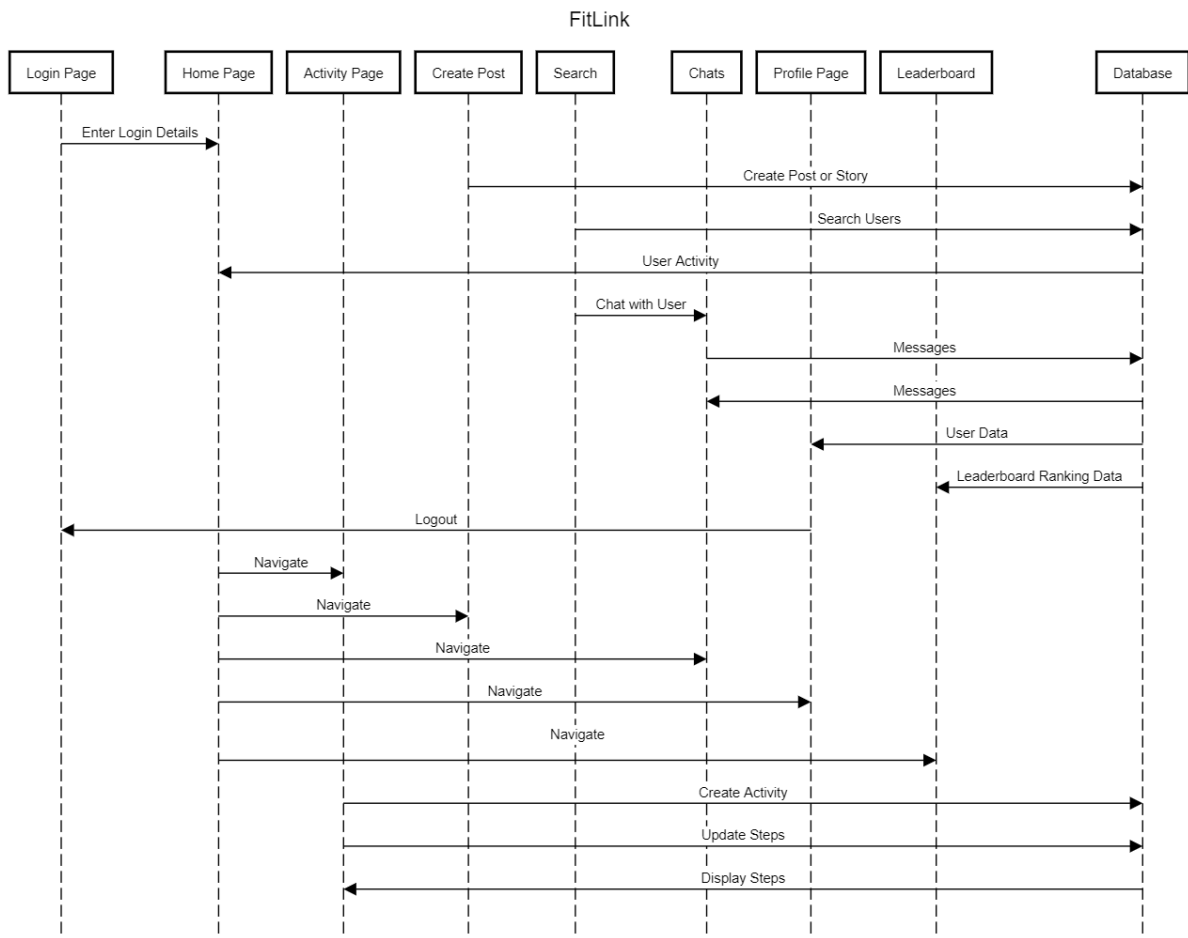 FitLink
Login Page
Home Page
Activity Page
Create Post
Search
Chats
Profile Page
Leaderboard
Database
Enter Login Details
Create Post or Story
Search Users
User Activity
Chat with User
Messages
Messages
User Data
Leaderboard Ranking Data
Logout
Navigate
Navigate
Navigate
Navigate
Navigate
Create Activity
Update Steps
Display Steps